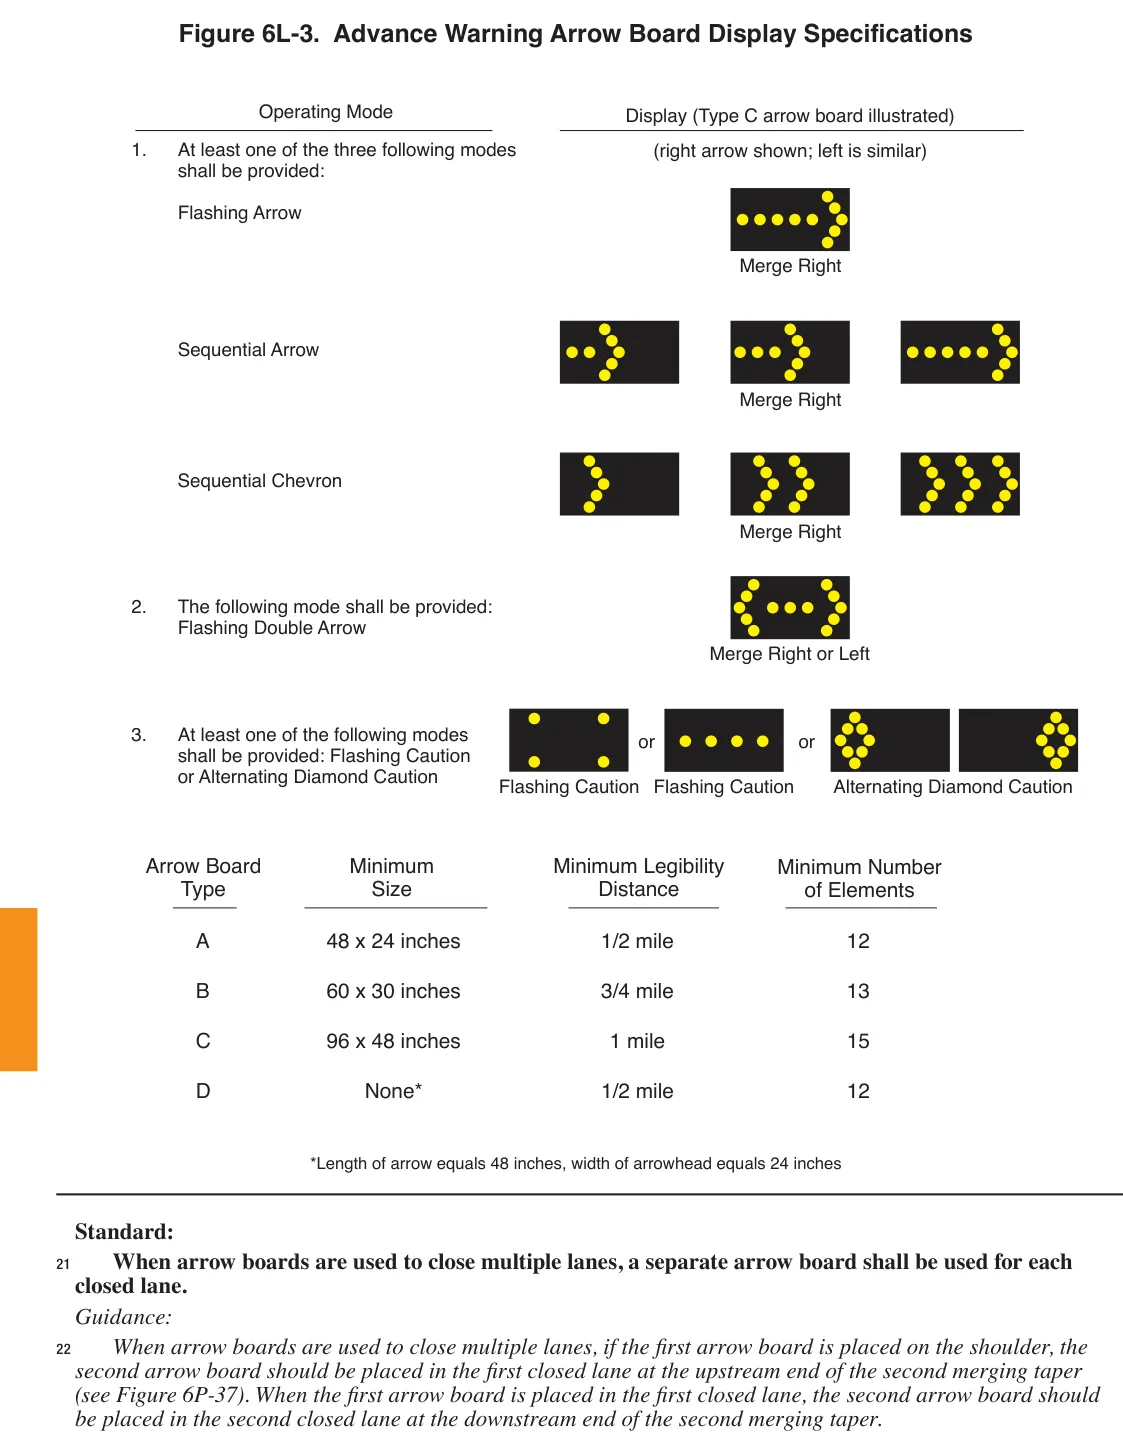 Figure 6L-3.  Advance Warning Arrow Board Display Specifications
Operating Mode
Display (Type C arrow board illustrated)
1. At least one of the three following modes
shall be provided:
(right arrow shown; left is similar)
Flashing Arrow
Merge Right
Sequential Arrow
Merge Right
Sequential Chevron
Merge Right
2. The following mode shall be provided:
Flashing Double Arrow
Merge Right or Left
3. At least one of the following modes
shall be provided: Flashing Caution
or Alternating Diamond Caution
or or
Flashing Caution Flashing Caution Alternating Diamond Caution
Arrow Board Minimum Minimum Legibility Minimum Number
Type Size Distance of Elements
A 48 x 24 inches 1/2 mile 12
B 60 x 30 inches 3/4 mile 13
C 96 x 48 inches 1 mile 15
D None* 1/2 mile 12
*Length of arrow equals 48 inches, width of arrowhead equals 24 inches
Standard:
21 When arrow boards are used to close multiple lanes, a separate arrow board shall be used for each
closed lane.
Guidance:
22 When arrow boards are used to close multiple lanes, if the first arrow board is placed on the shoulder, the
second arrow board should be placed in the first closed lane at the upstream end of the second merging taper
(see Figure 6P-37). When the first arrow board is placed in the first closed lane, the second arrow board should
be placed in the second closed lane at the downstream end of the second merging taper.